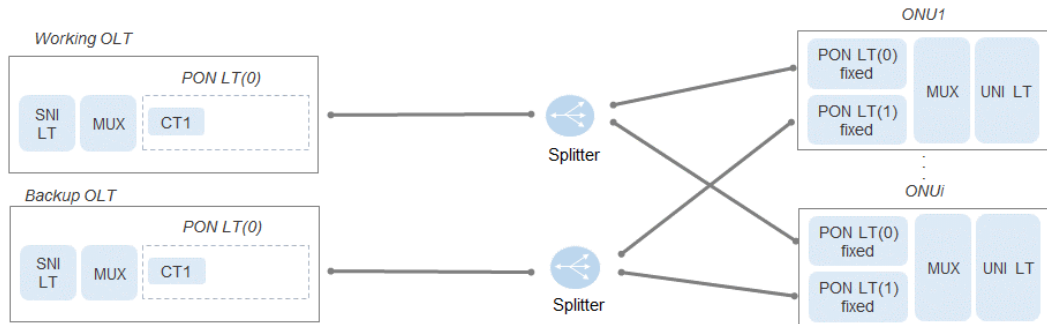 Working OLT
PON LT(0)
SNI
LT
MUX
CT1
Splitter
Backup OLT
PON LT(0)
SNI
LT
MUX
CT1
Splitter
ONU1
PON LT(0)
fixed
PON LT(1)
fixed
MUX
UNI LT
ONUi
PON LT(0)
fixed
PON LT(1)
fixed
MUX
UNI LT